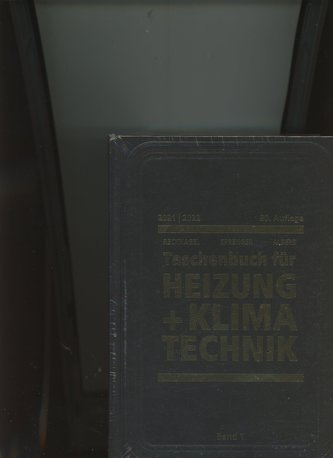 2021 | 2022 80. Auflage
RECKNAGEL SPRENGER ALBERS
Taschenbuch für
HEIZUNG
+ KLIMA
TECHNIK
Band 1